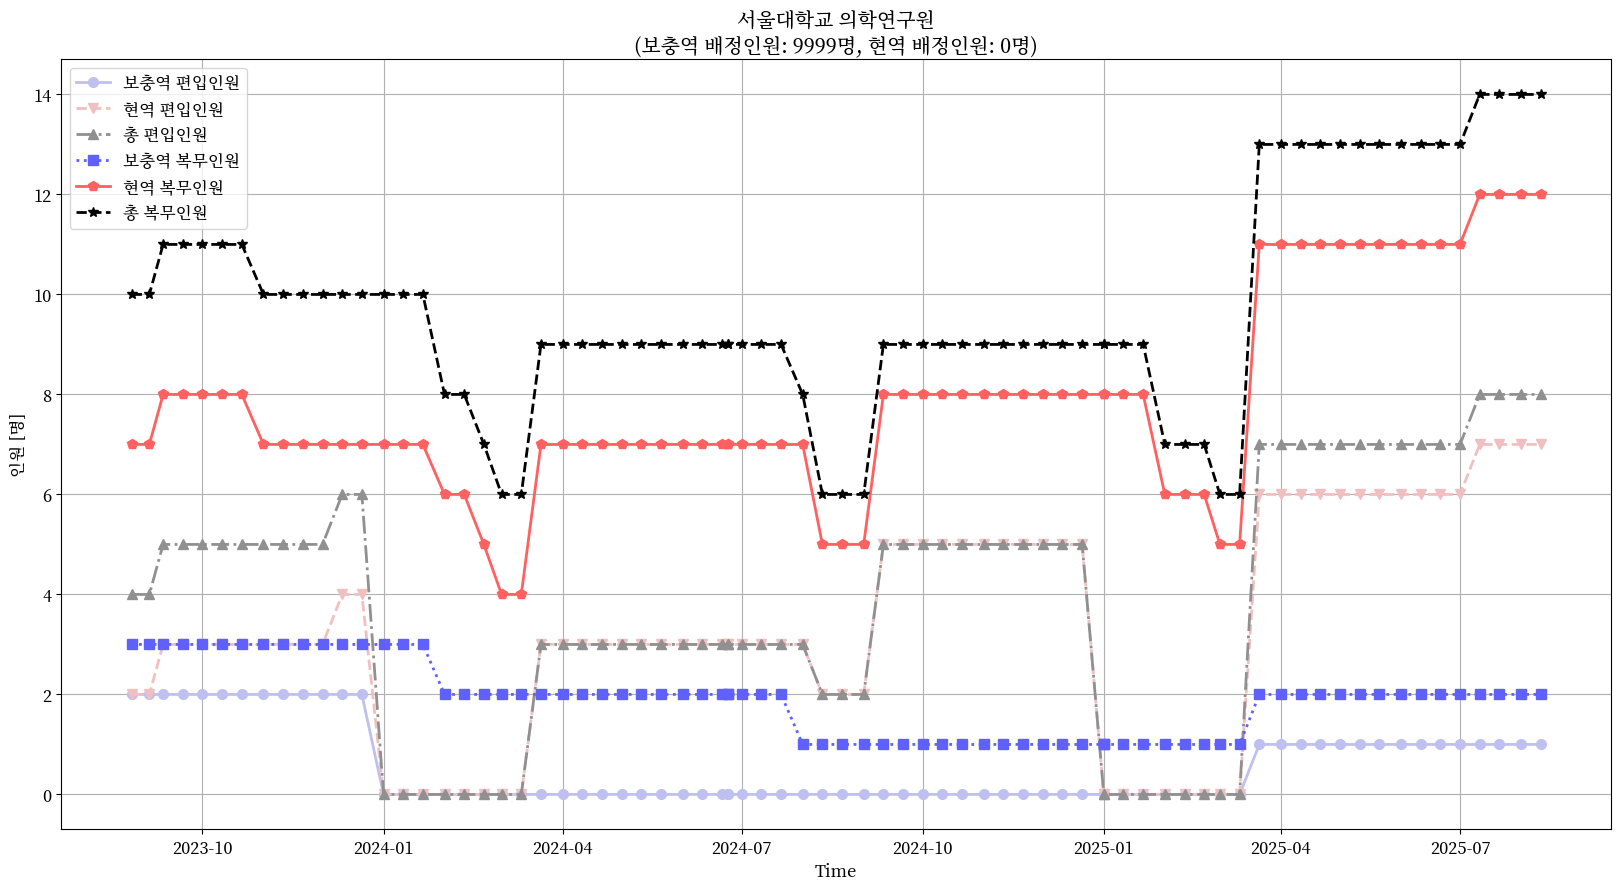 서울대학교 의학연구원
(보충역 배정인원: 9999명, 현역 배정인원: 0명)
보충역 편입인원
현역 편입인원
총 편입인원
보충역 복무인원
현역 복무인원
총 복무인원
인원 [명]
14
12
10
8
6
4
2
0
2023-10 2024-01 2024-04 2024-07 2024-10 2025-01 2025-04 2025-07
Time